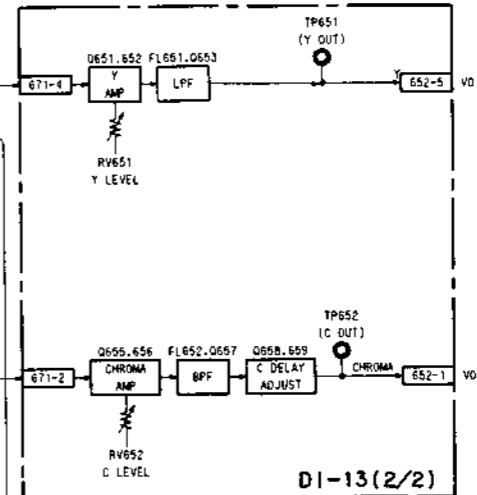 TP651
(Y OUT)
Q651.652 FL651.Q653
671-4
Y
AMP
LPF
Y
652-5
VO
RV651
Y LEVEL
TP652
(C OUT)
Q655.656 FL652.Q657 Q658.659
671-2
CHROMA
AMP
BPF
C DELAY
ADJUST
CHROMA
652-1
VO
RV652
C LEVEL
DI-13(2/2)